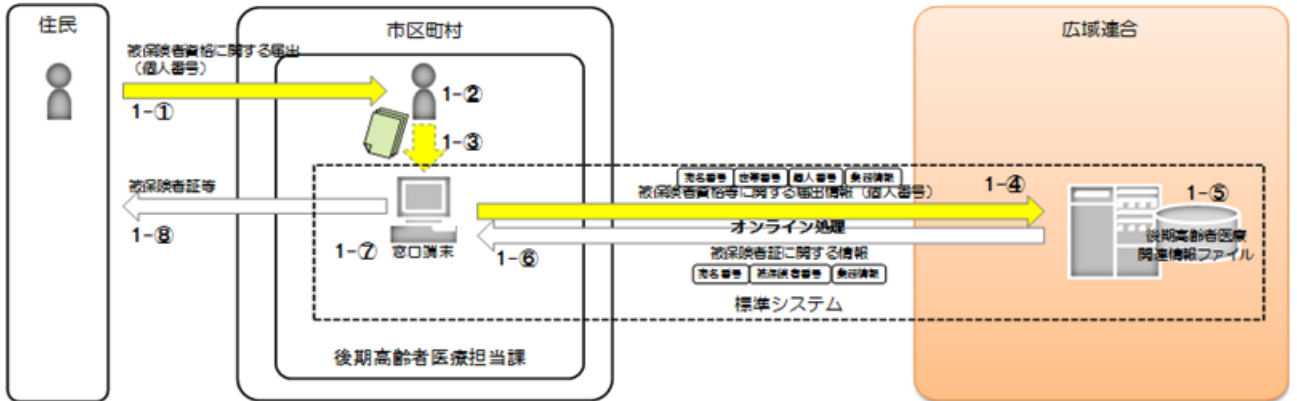 住民
市区町村
広域連合
被保険者資格に関する届出
（個人番号）
1-①
1-②
1-③
被保険者証等
1-⑧
宛名番号 世帯番号 個人番号 業務情報
被保険者資格等に関する届出情報（個人番号）
1-④
1-⑤
オンライン処理
後期高齢者医療
関連情報ファイル
1-⑦
窓口端末
1-⑥
被保険者証に関する情報
宛名番号 被保険者番号 業務情報
標準システム
後期高齢者医療担当課